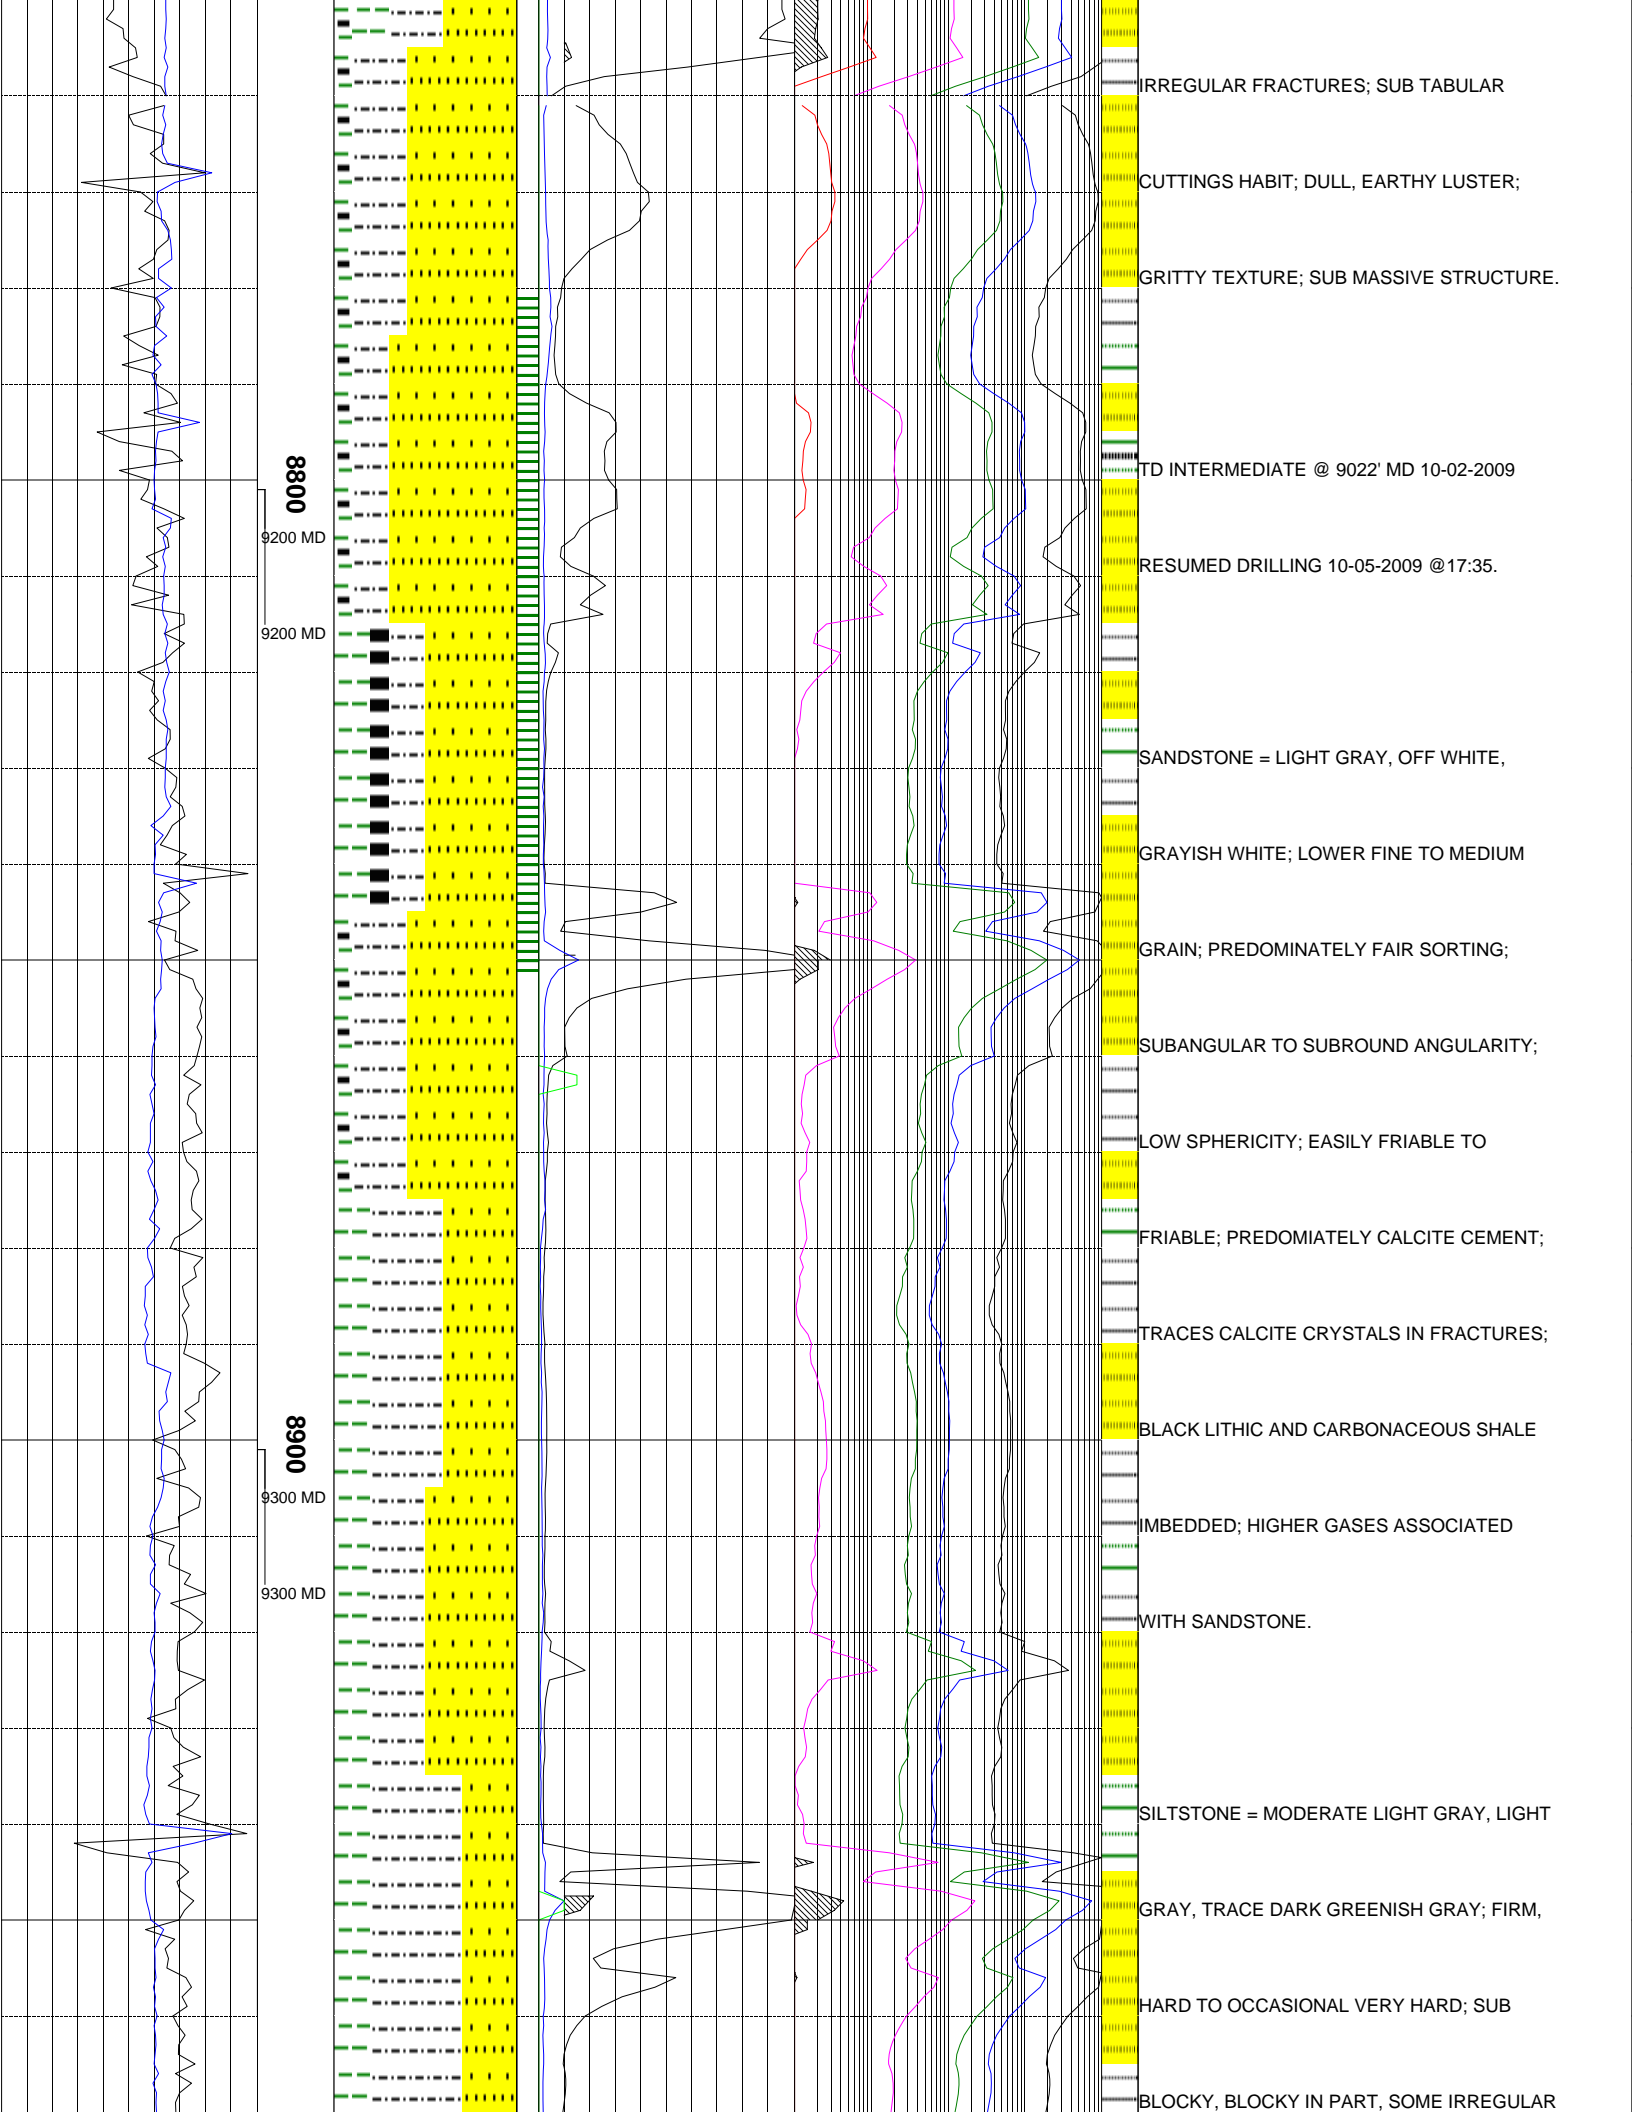 IRREGULAR FRACTURES; SUB TABULAR
CUTTINGS HABIT; DULL, EARTHY LUSTER;
GRITTY TEXTURE; SUB MASSIVE STRUCTURE.
8800
TD INTERMEDIATE @ 9022' MD 10-02-2009
9200 MD
RESUMED DRILLING 10-05-2009 @17:35.
9200 MD
SANDSTONE = LIGHT GRAY, OFF WHITE,
GRAYISH WHITE; LOWER FINE TO MEDIUM
GRAIN; PREDOMINATELY FAIR SORTING;
SUBANGULAR TO SUBROUND ANGULARITY;
LOW SPHERICITY; EASILY FRIABLE TO
FRIABLE; PREDOMIATELY CALCITE CEMENT;
TRACES CALCITE CRYSTALS IN FRACTURES;
8900
BLACK LITHIC AND CARBONACEOUS SHALE
9300 MD
IMBEDDED; HIGHER GASES ASSOCIATED
9300 MD
WITH SANDSTONE.
SILTSTONE = MODERATE LIGHT GRAY, LIGHT
GRAY, TRACE DARK GREENISH GRAY; FIRM,
HARD TO OCCASIONAL VERY HARD; SUB
BLOCKY, BLOCKY IN PART, SOME IRREGULAR